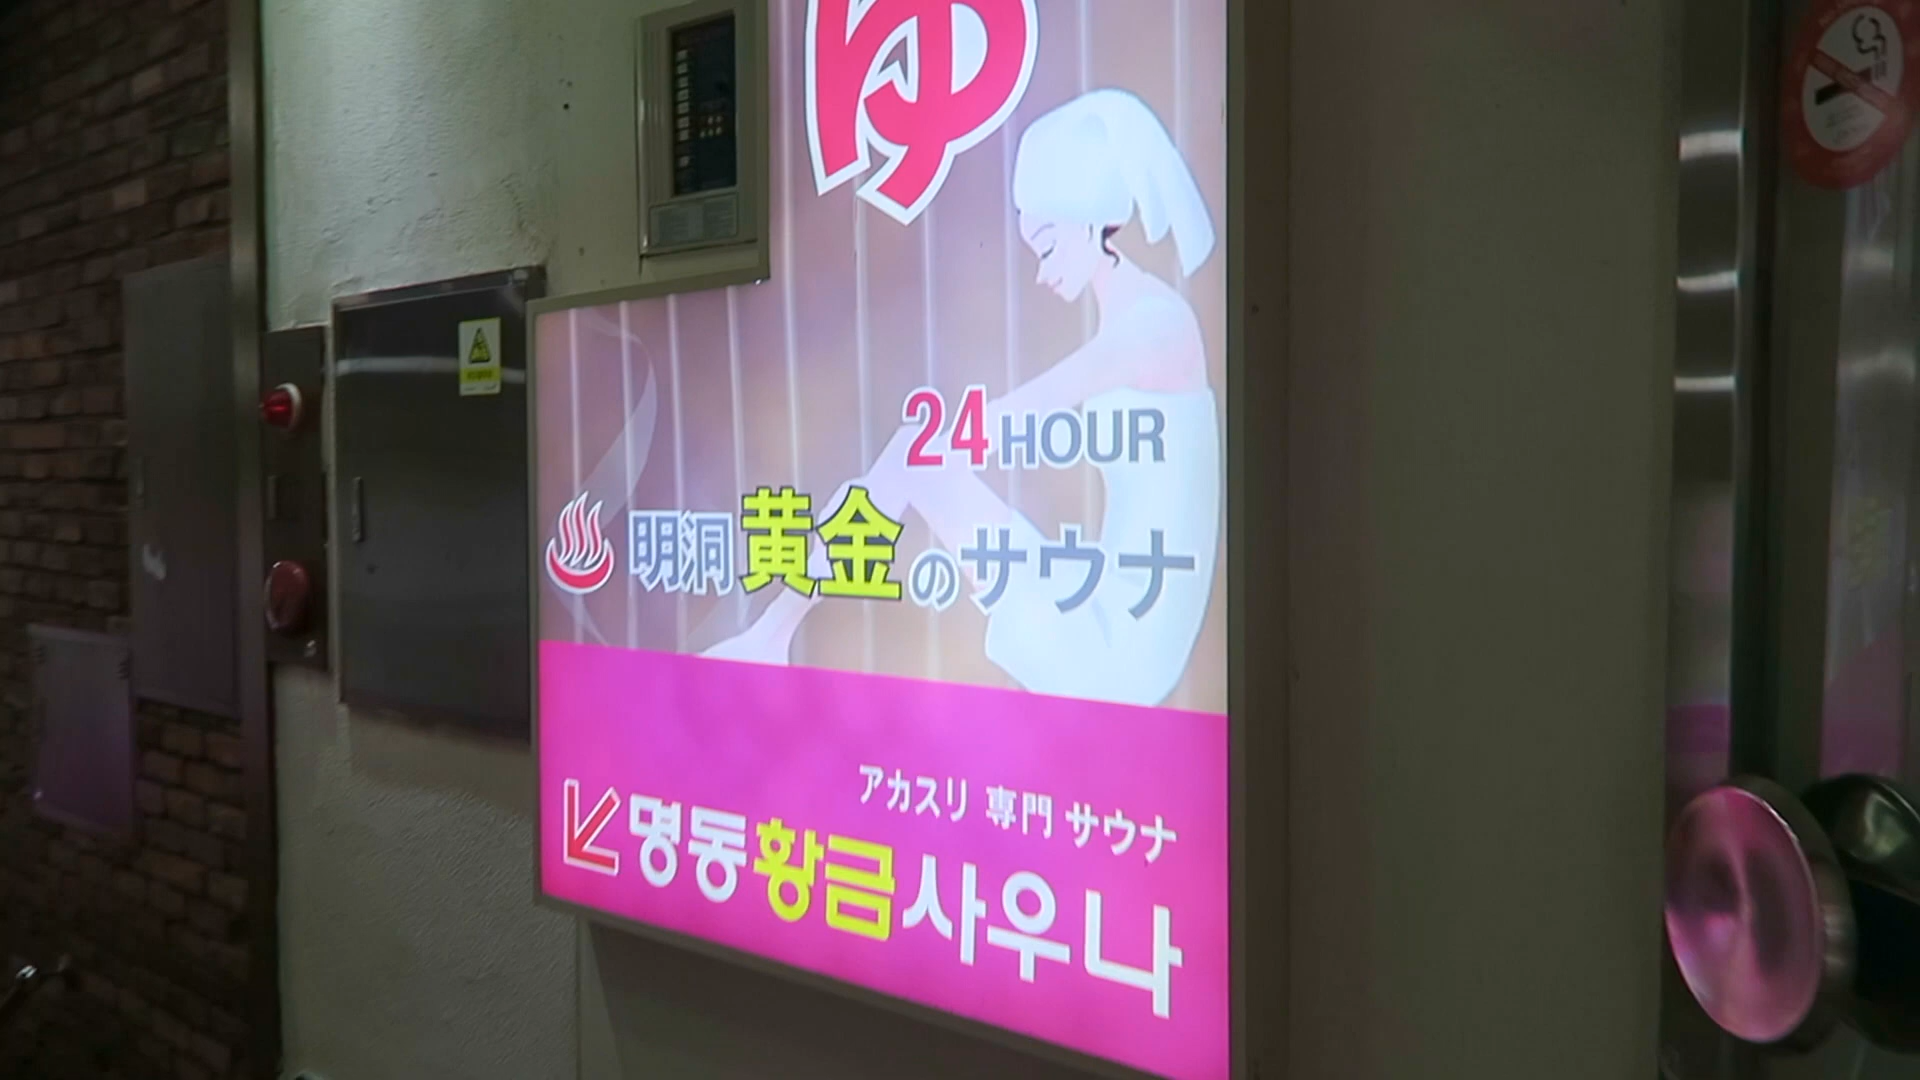 ゆ
24 HOUR
明洞黄金のサウナ
アカスリ 専門 サウナ
명동황금사우나